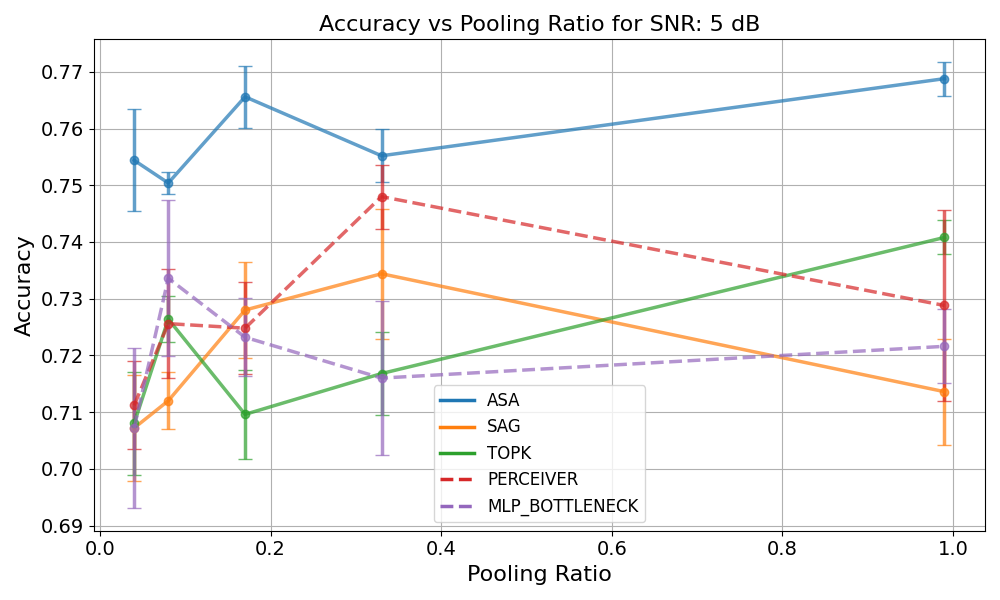 Accuracy vs Pooling Ratio for SNR: 5 dB
Accuracy
0.77
0.76
0.75
0.74
0.73
0.72
0.71
0.70
0.69
ASA
SAG
TOPK
PERCEIVER
MLP_BOTTLENECK
0.0 0.2 0.4 0.6 0.8 1.0
Pooling Ratio